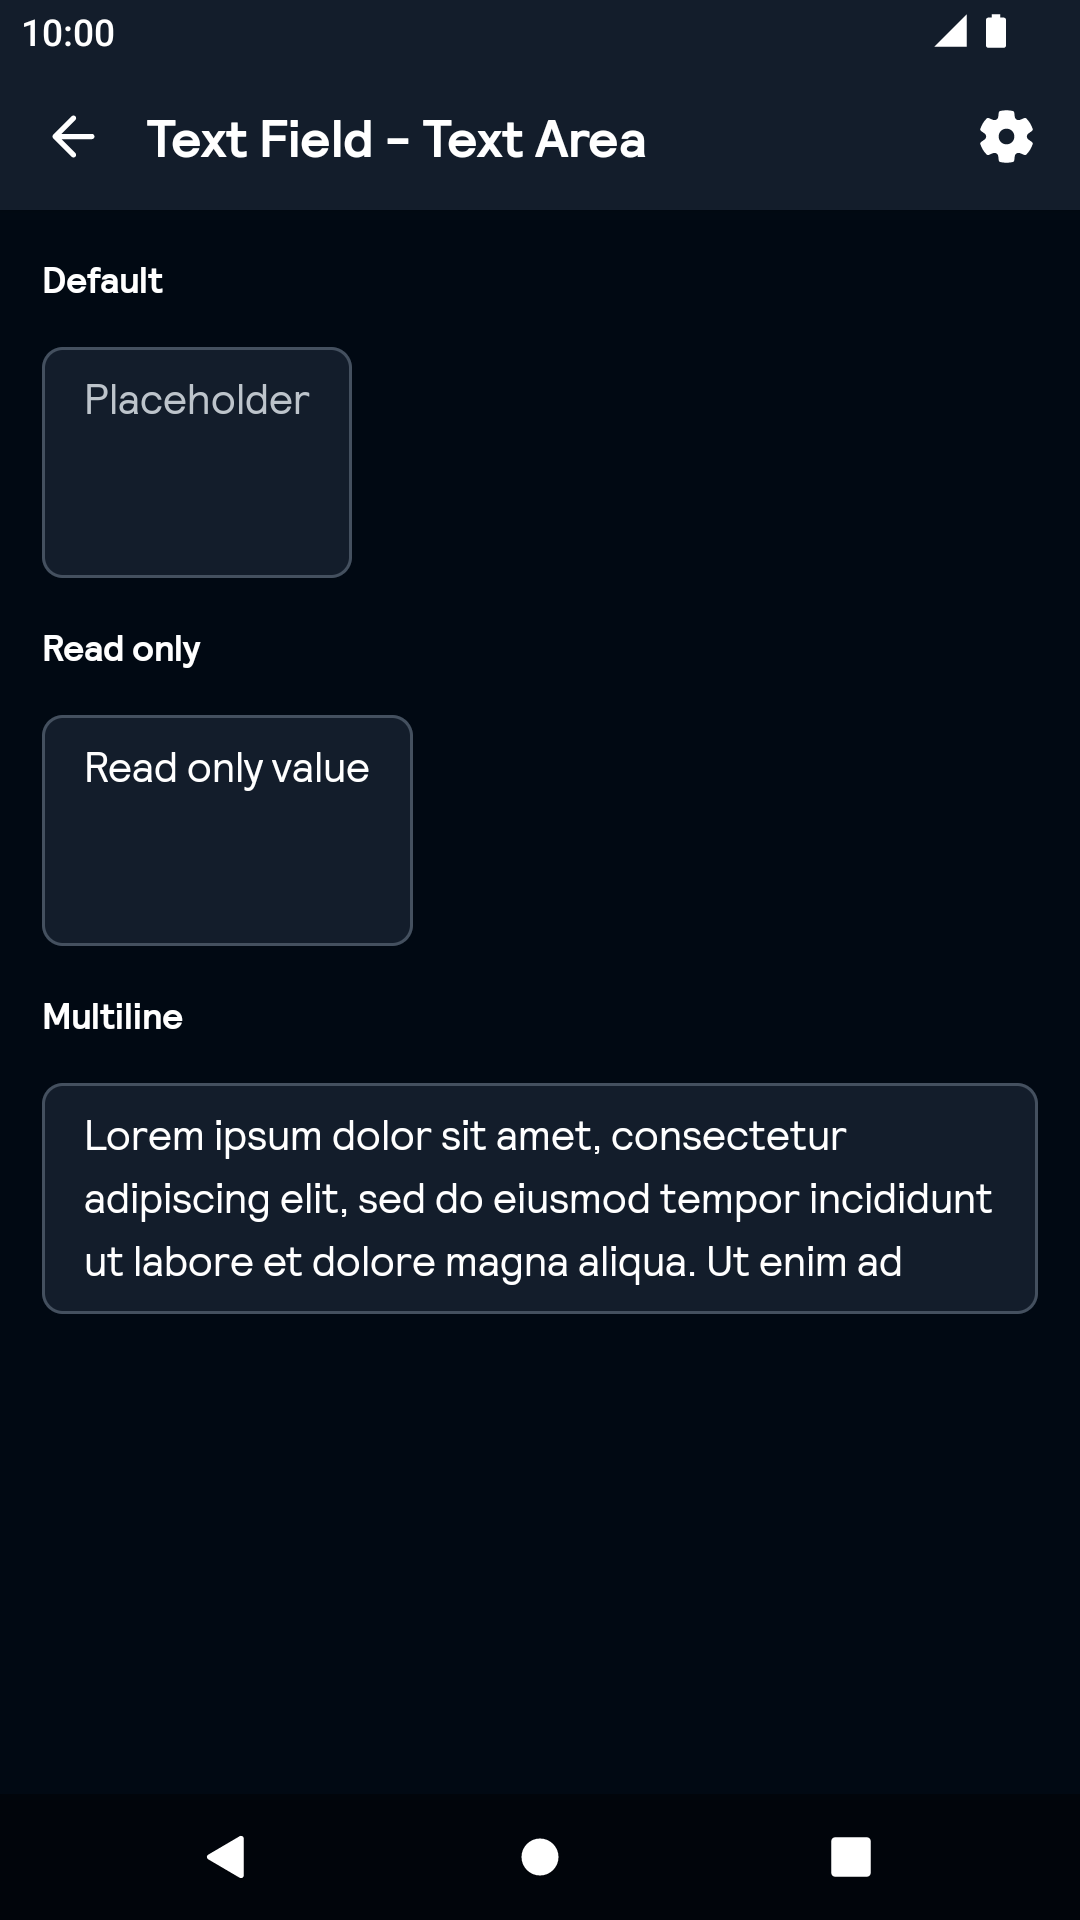 10:00
Text Field - Text Area
Default
Placeholder
Read only
Read only value
Multiline
Lorem ipsum dolor sit amet, consectetur
adipiscing elit, sed do eiusmod tempor incididunt
ut labore et dolore magna aliqua. Ut enim ad